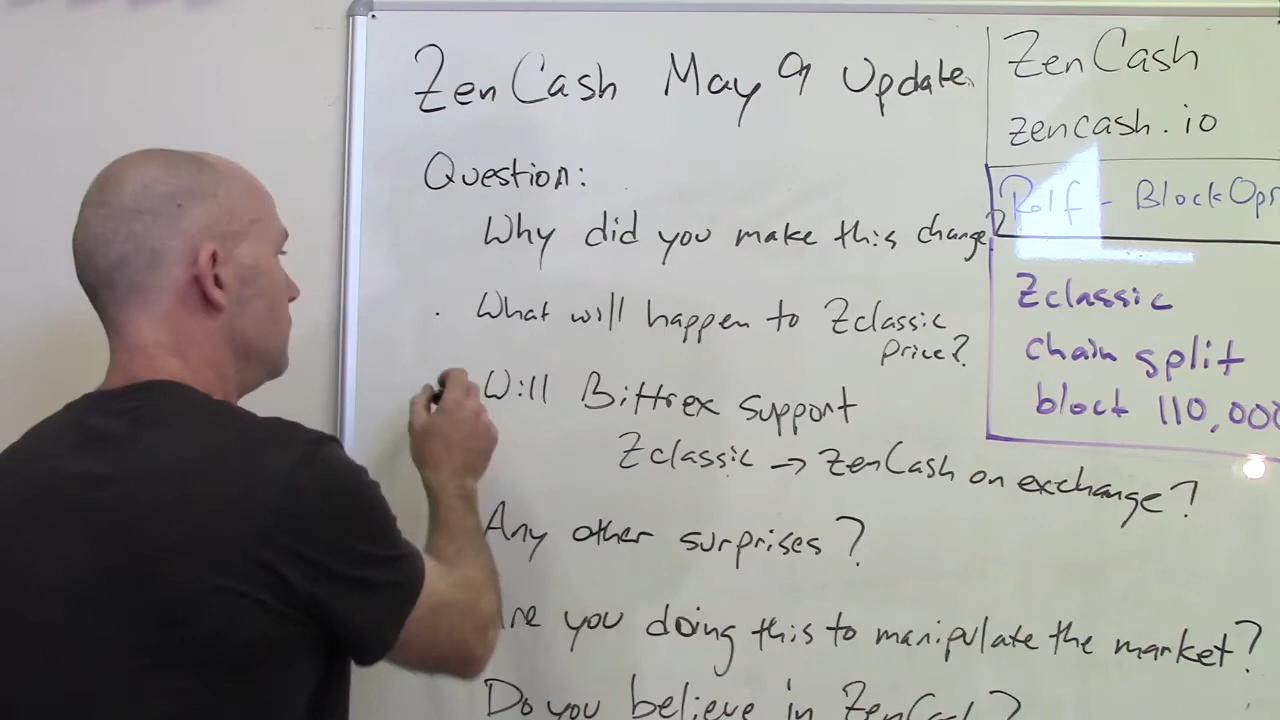 ZenCash May 9 Update
Question:
Why did you make this change?
What will happen to Zclassic
price?
Will Bittrex support
Zclassic → ZenCash on exchange?
Any other surprises?
Are you doing this to manipulate the market?
Do you believe in ZenCash?
ZenCash
zencash.io
Rolf - BlockOps
Zclassic
chain split
block 110,000